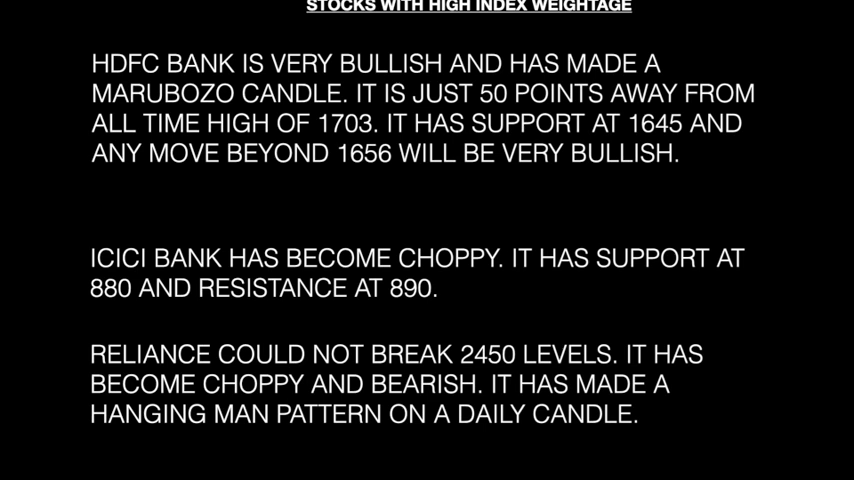 STOCKS WITH HIGH INDEX WEIGHTAGE
HDFC BANK IS VERY BULLISH AND HAS MADE A
MARUBOZO CANDLE. IT IS JUST 50 POINTS AWAY FROM
ALL TIME HIGH OF 1703. IT HAS SUPPORT AT 1645 AND
ANY MOVE BEYOND 1656 WILL BE VERY BULLISH.
ICICI BANK HAS BECOME CHOPPY. IT HAS SUPPORT AT
880 AND RESISTANCE AT 890.
RELIANCE COULD NOT BREAK 2450 LEVELS. IT HAS
BECOME CHOPPY AND BEARISH. IT HAS MADE A
HANGING MAN PATTERN ON A DAILY CANDLE.